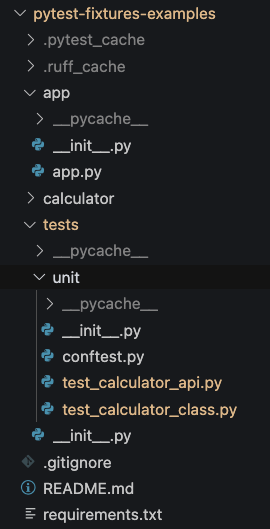 pytest-fixtures-examples
.pytest_cache
.ruff_cache
app
__pycache__
__init__.py
app.py
calculator
tests
__pycache__
unit
__pycache__
__init__.py
conftest.py
test_calculator_api.py
test_calculator_class.py
__init__.py
.gitignore
README.md
requirements.txt